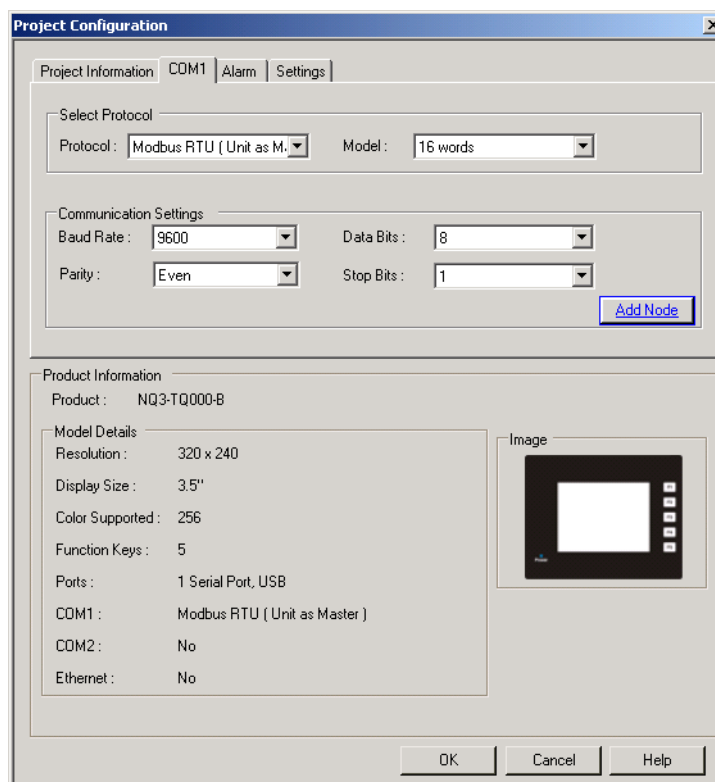 Project Configuration
Project Information COM1 Alarm Settings
Select Protocol
Protocol : Modbus RTU ( Unit as M. Model : 16 words
Communication Settings
Baud Rate : 9600 Data Bits : 8
Parity : Even Stop Bits : 1
Add Node
Product Information
Product : NQ3-TQ000-B
Model Details
Resolution : 320 x 240
Display Size : 3.5"
Color Supported : 256
Function Keys : 5
Ports : 1 Serial Port, USB
COM1 : Modbus RTU ( Unit as Master )
COM2 : No
Ethernet : No
Image
OK Cancel Help